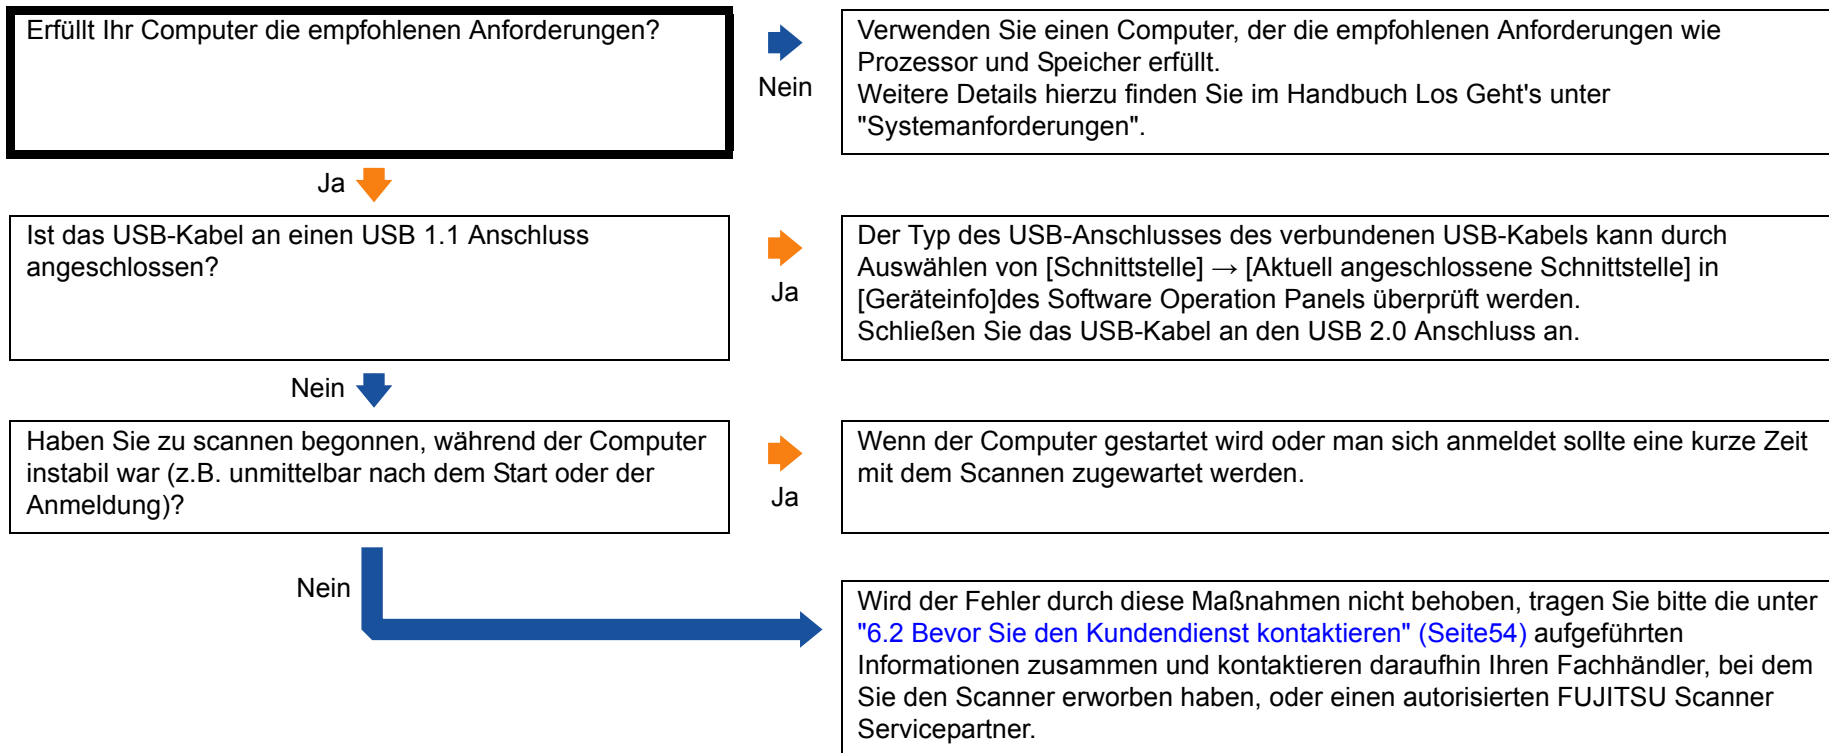 Erfüllt Ihr Computer die empfohlenen Anforderungen?
Nein
Verwenden Sie einen Computer, der die empfohlenen Anforderungen wie
Prozessor und Speicher erfüllt.
Weitere Details hierzu finden Sie im Handbuch Los Geht's unter
"Systemanforderungen".
Ja
Ist das USB-Kabel an einen USB 1.1 Anschluss
angeschlossen?
Ja
Der Typ des USB-Anschlusses des verbundenen USB-Kabels kann durch
Auswählen von [Schnittstelle] → [Aktuell angeschlossene Schnittstelle] in
[Geräteinfo]des Software Operation Panels überprüft werden.
Schließen Sie das USB-Kabel an den USB 2.0 Anschluss an.
Nein
Haben Sie zu scannen begonnen, während der Computer
instabil war (z.B. unmittelbar nach dem Start oder der
Anmeldung)?
Ja
Wenn der Computer gestartet wird oder man sich anmeldet sollte eine kurze Zeit
mit dem Scannen zugewartet werden.
Nein
Wird der Fehler durch diese Maßnahmen nicht behoben, tragen Sie bitte die unter
"6.2 Bevor Sie den Kundendienst kontaktieren" (Seite54) aufgeführten
Informationen zusammen und kontaktieren daraufhin Ihren Fachhändler, bei dem
Sie den Scanner erworben haben, oder einen autorisierten FUJITSU Scanner
Servicepartner.